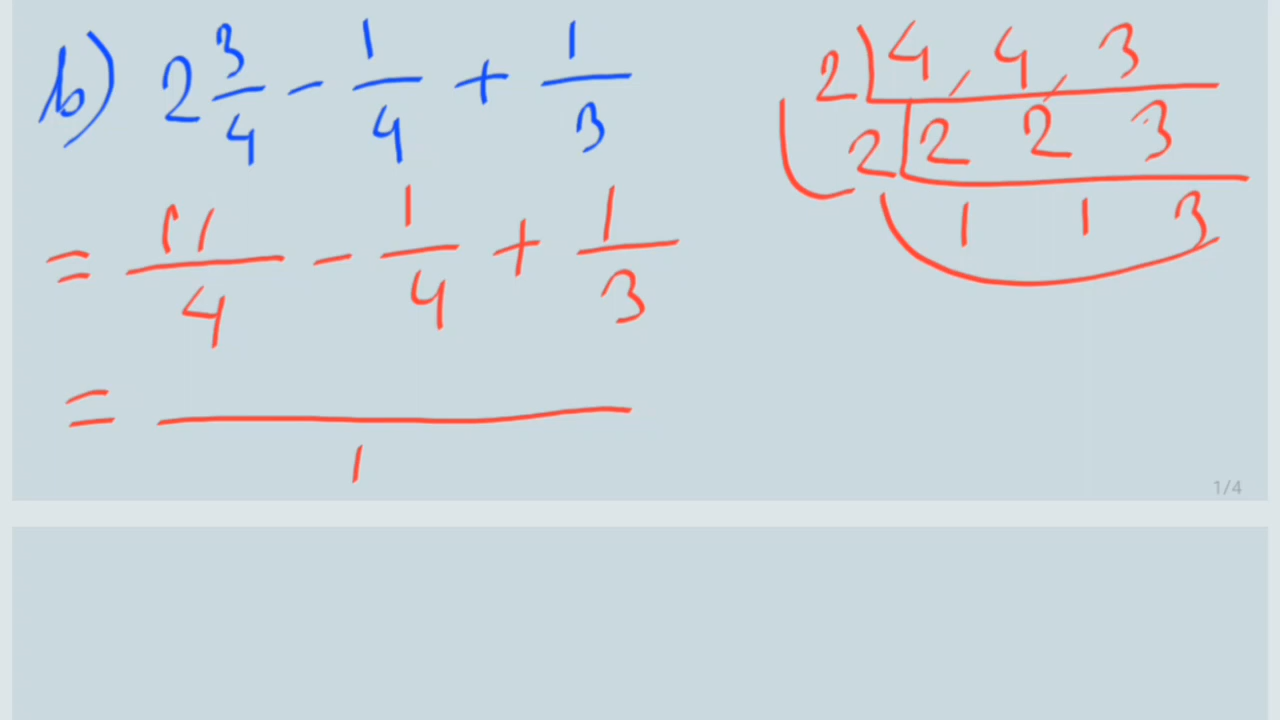 b) 2 3/4 - 1/4 + 1/3
= 11/4 - 1/4 + 1/3
= /1
2 | 4, 4, 3
2 | 2 2 3
1 1 3
1/4